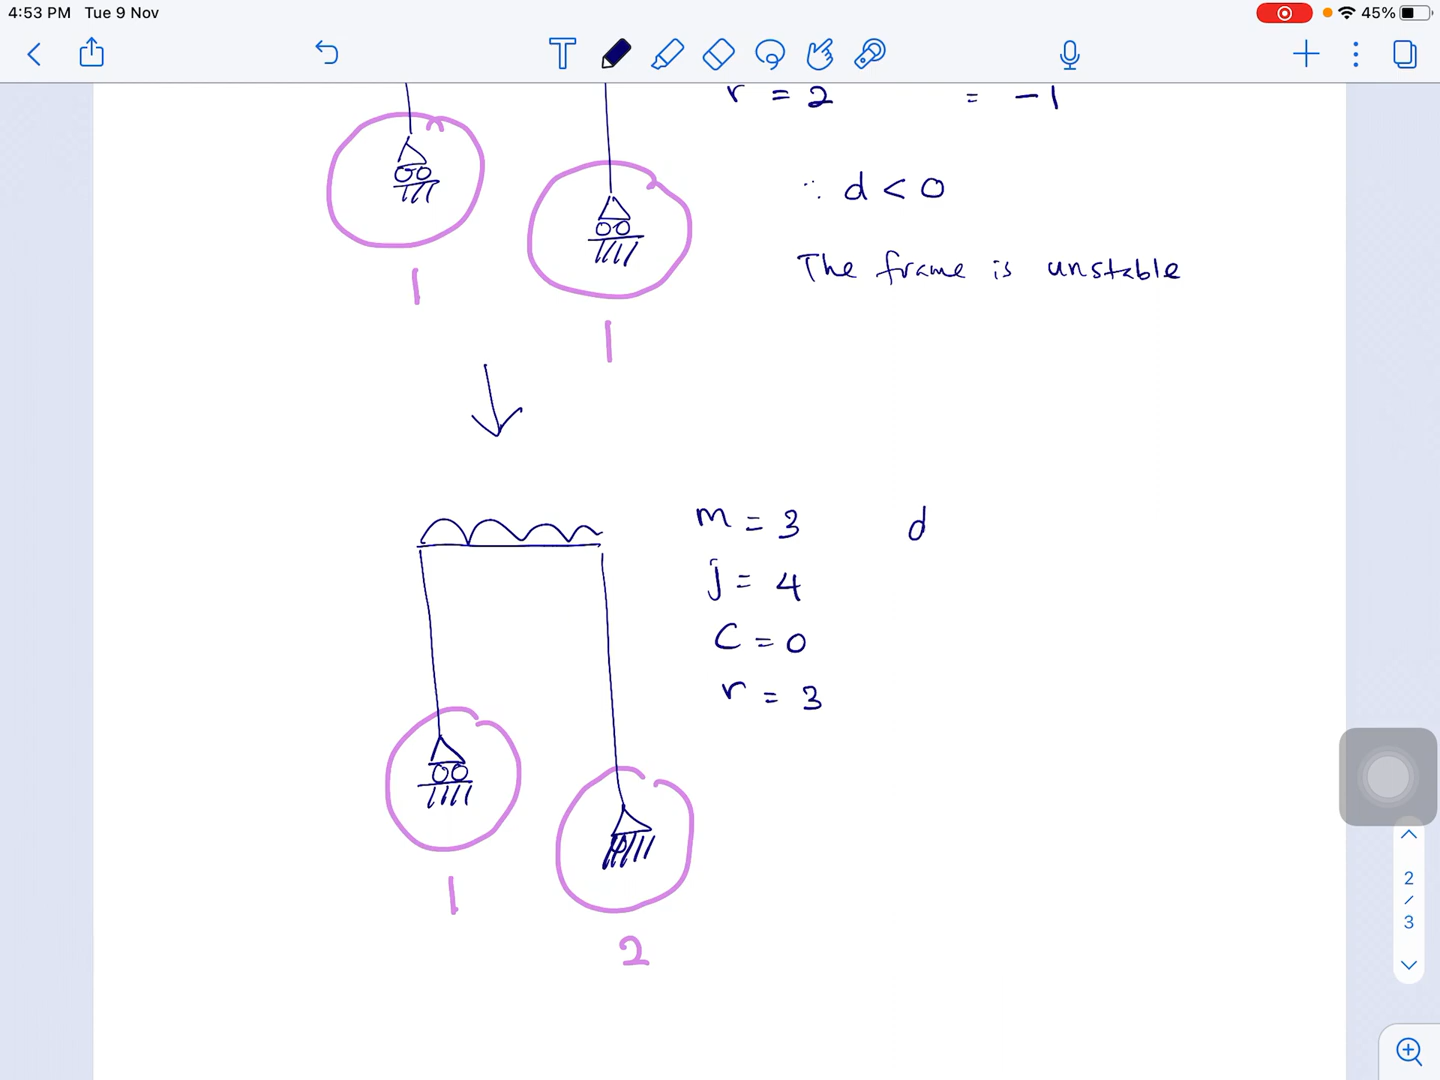 4:53 PM Tue 9 Nov
45%
T
r = 2 = -1
∴ d < 0
The frame is unstable
1
1
m = 3 d
j = 4
C = 0
r = 3
1
2
2 / 3